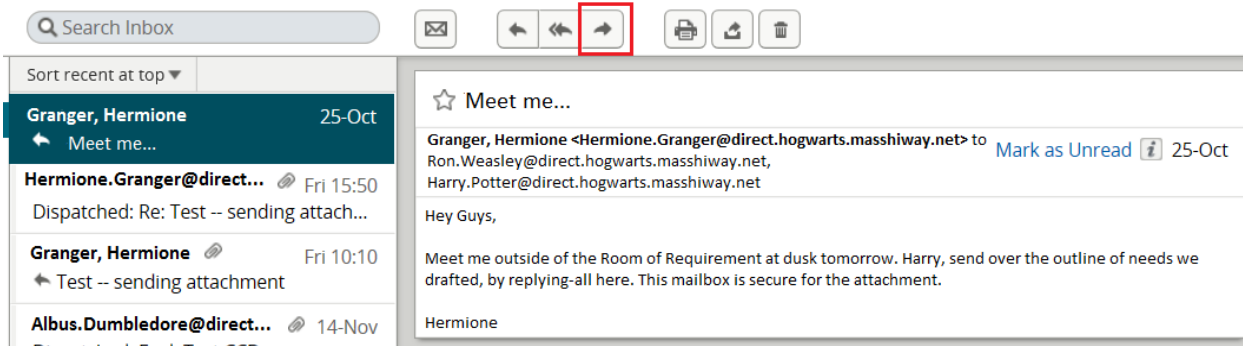 Search Inbox
Sort recent at top
Granger, Hermione 25-Oct
Meet me...
Hermione.Granger@direct... Fri 15:50
Dispatched: Re: Test -- sending attach...
Granger, Hermione Fri 10:10
Test -- sending attachment
Albus.Dumbledore@direct... 14-Nov
Meet me...
Granger, Hermione <Hermione.Granger@direct.hogwarts.masshiway.net> to
Ron.Weasley@direct.hogwarts.masshiway.net,
Harry.Potter@direct.hogwarts.masshiway.net
Mark as Unread i 25-Oct
Hey Guys,
Meet me outside of the Room of Requirement at dusk tomorrow. Harry, send over the outline of needs we
drafted, by replying-all here. This mailbox is secure for the attachment.
Hermione